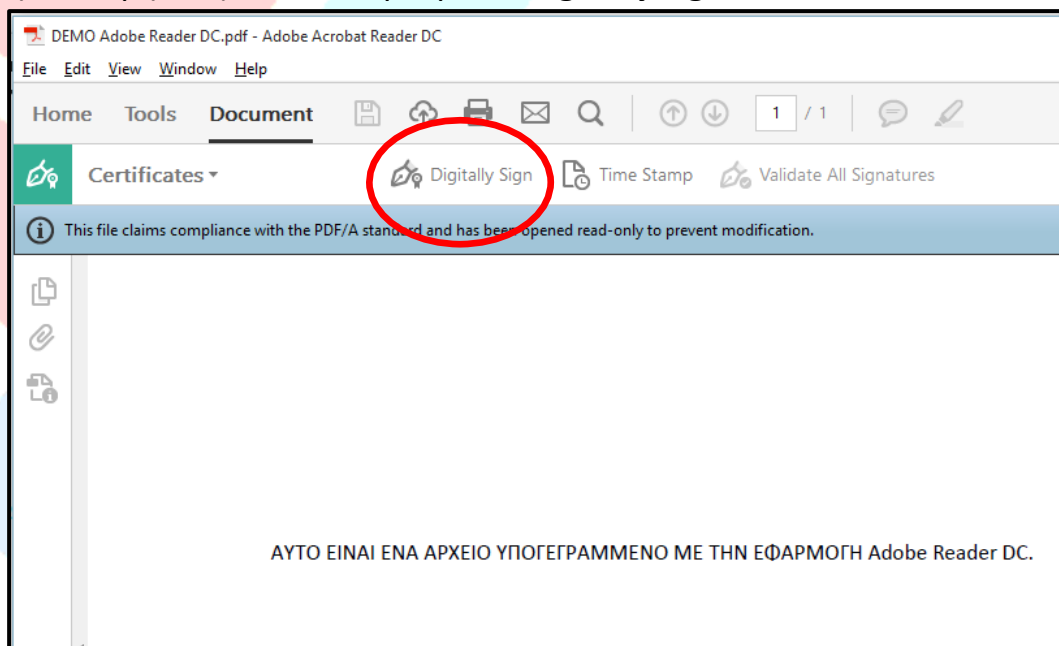 DEMO Adobe Reader DC.pdf - Adobe Acrobat Reader DC
File Edit View Window Help
Home Tools Document 1 / 1
Certificates Digitally Sign Time Stamp Validate All Signatures
This file claims compliance with the PDF/A standard and has been opened read-only to prevent modification.
ΑΥΤΟ ΕΙΝΑΙ ΕΝΑ ΑΡΧΕΙΟ ΥΠΟΓΕΓΡΑΜΜΕΝΟ ΜΕ ΤΗΝ ΕΦΑΡΜΟΓΗ Adobe Reader DC.